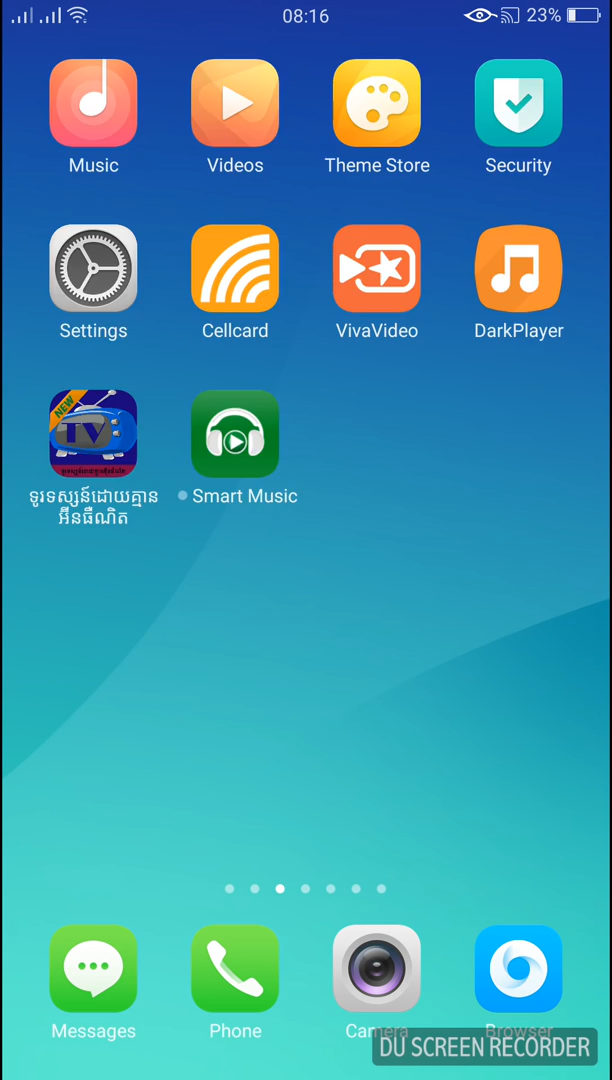 08:16
23%
Music
Videos
Theme Store
Security
Settings
Cellcard
VivaVideo
DarkPlayer
NEW
TV
ទូរទស្សន៍ដោយគ្មាន
អ៊ីនធឺណិត
Smart Music
Messages
Phone
Camera
Browser
DU SCREEN RECORDER